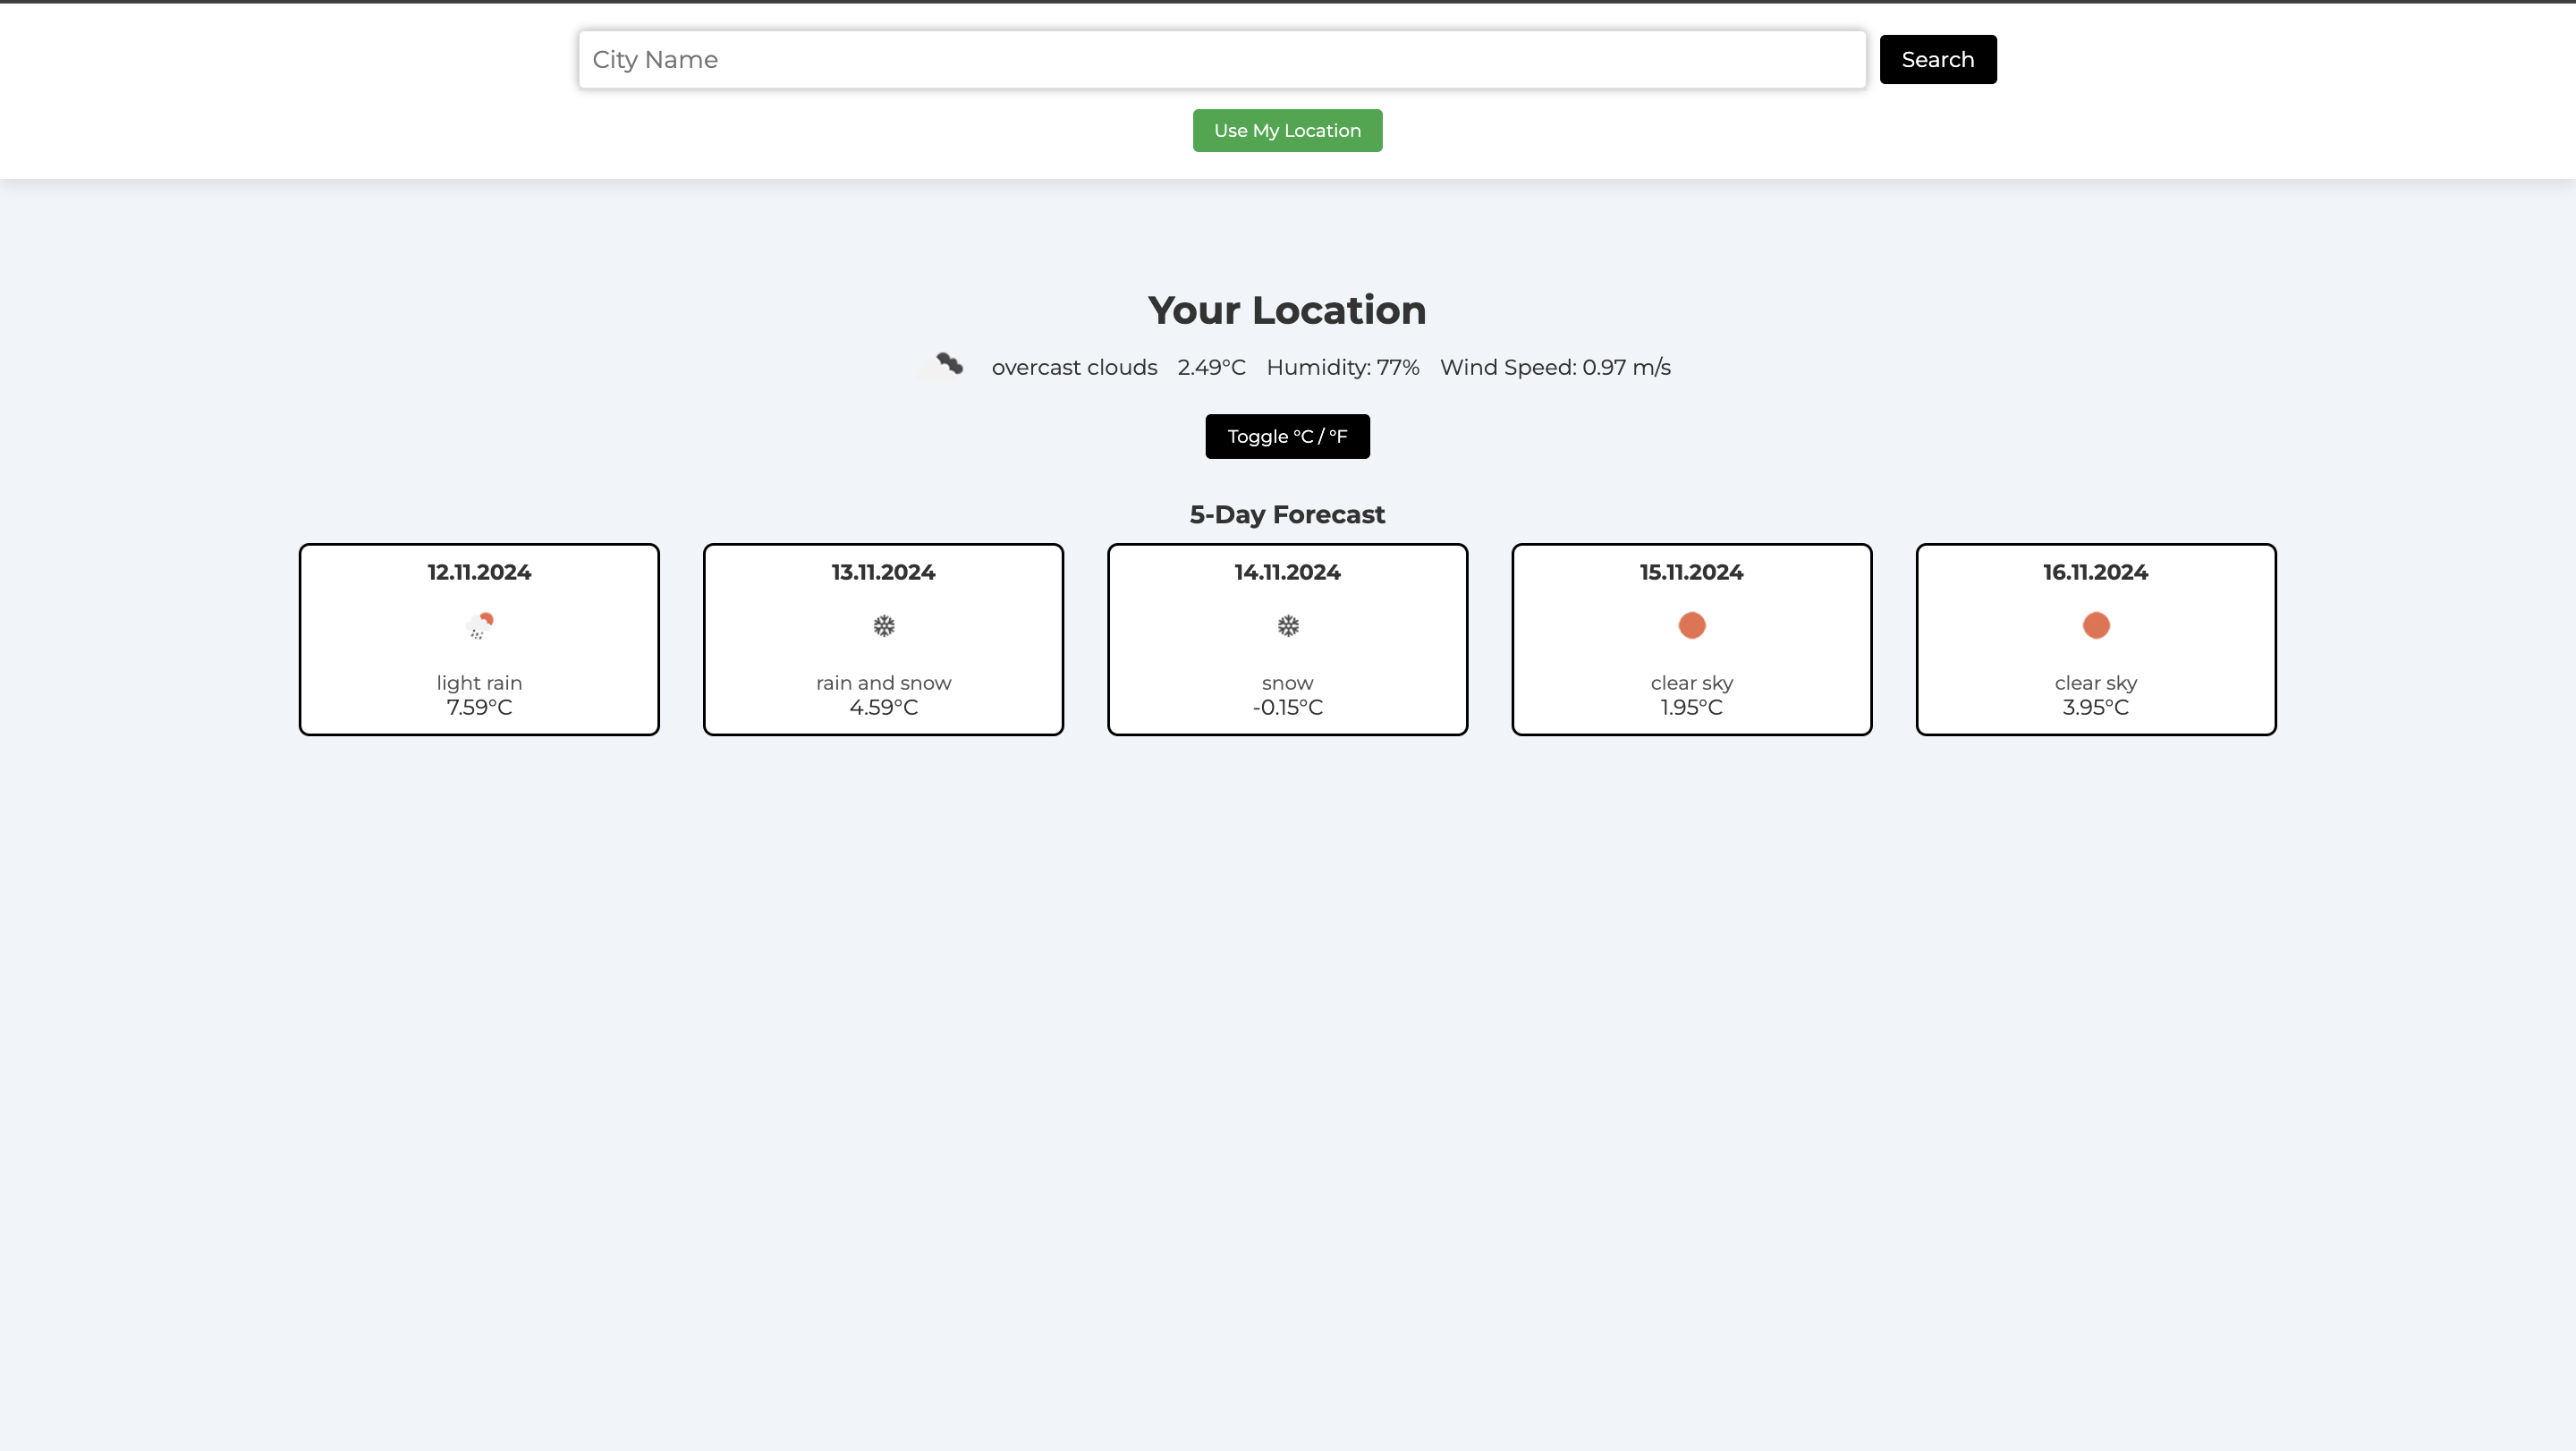 City Name
Search
Use My Location
Your Location
overcast clouds 2.49°C Humidity: 77% Wind Speed: 0.97 m/s
Toggle °C / °F
5-Day Forecast
12.11.2024
light rain
7.59°C
13.11.2024
rain and snow
4.59°C
14.11.2024
snow
-0.15°C
15.11.2024
clear sky
1.95°C
16.11.2024
clear sky
3.95°C